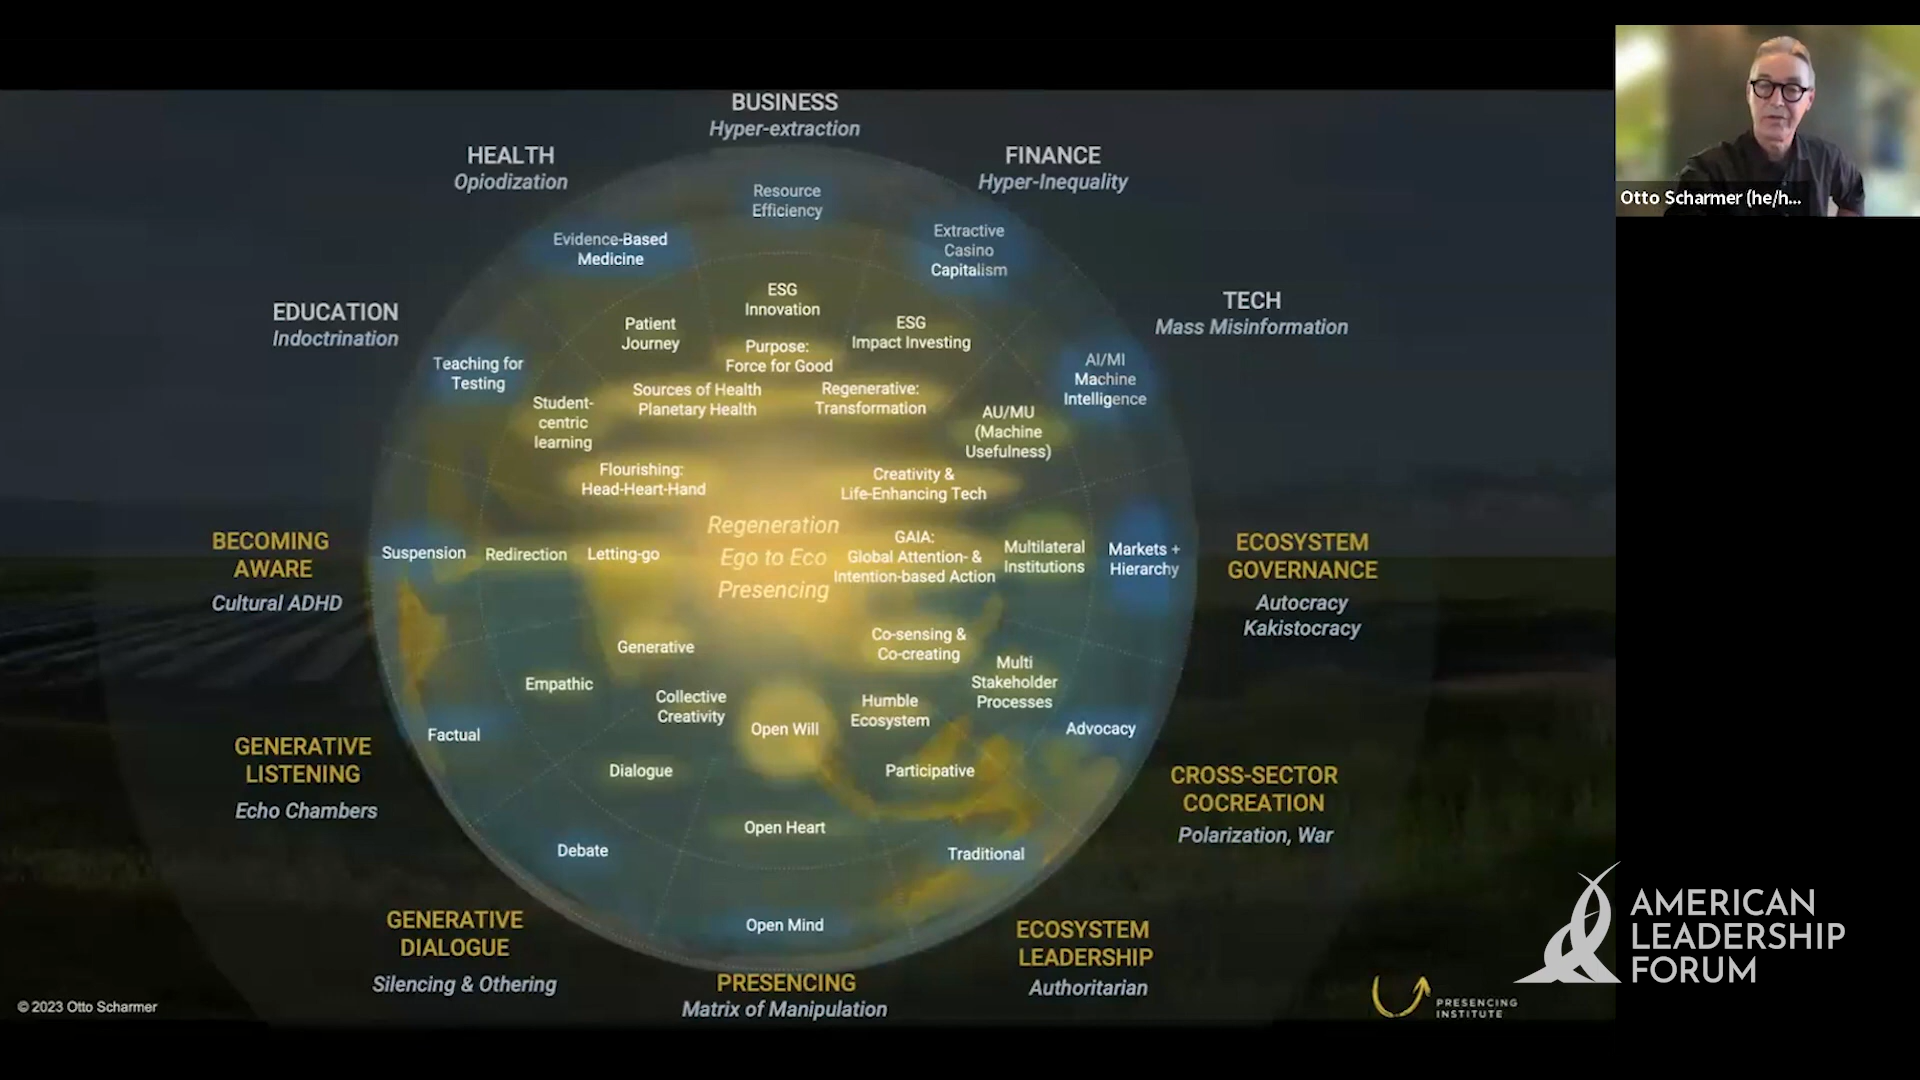 BUSINESS
Hyper-extraction
HEALTH
Opiodization
FINANCE
Hyper-Inequality
Resource
Efficiency
Evidence-Based
Medicine
Extractive
Casino
Capitalism
EDUCATION
Indoctrination
TECH
Mass Misinformation
ESG
Innovation
Patient
Journey
ESG
Impact Investing
Purpose:
Force for Good
Teaching for
Testing
AI/MI
Machine
Intelligence
Sources of Health
Planetary Health
Regenerative:
Transformation
Student-
centric
learning
AU/MU
(Machine
Usefulness)
Flourishing:
Head-Heart-Hand
Creativity &
Life-Enhancing Tech
Regeneration
Ego to Eco
Presencing
BECOMING
AWARE
Cultural ADHD
Suspension
Redirection
Letting-go
GAIA:
Global Attention- &
Intention-based Action
Multilateral
Institutions
Markets +
Hierarchy
ECOSYSTEM
GOVERNANCE
Autocracy
Kakistocracy
Generative
Co-sensing &
Co-creating
Empathic
Multi
Stakeholder
Processes
Collective
Creativity
Humble
Ecosystem
Open Will
Factual
Advocacy
GENERATIVE
LISTENING
Echo Chambers
Dialogue
Participative
CROSS-SECTOR
COCREATION
Polarization, War
Open Heart
Debate
Traditional
GENERATIVE
DIALOGUE
Silencing & Othering
Open Mind
ECOSYSTEM
LEADERSHIP
Authoritarian
PRESENCING
Matrix of Manipulation
© 2023 Otto Scharmer
PRESENCING
INSTITUTE
Otto Scharmer (he/h...
AMERICAN
LEADERSHIP
FORUM